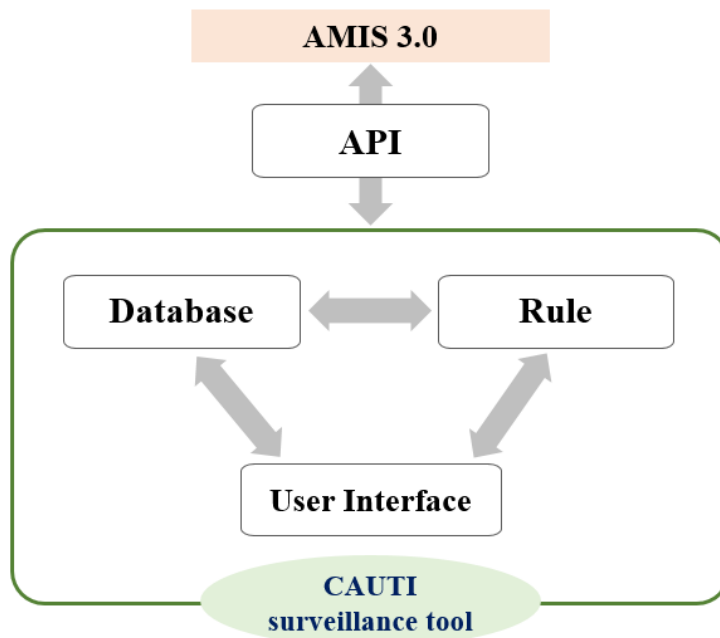 AMIS 3.0
API
Database
Rule
User Interface
CAUTI
surveillance tool